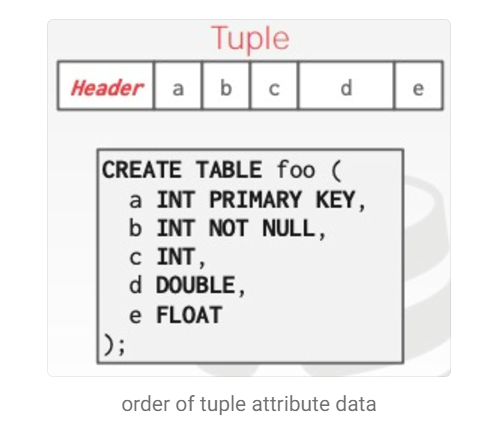 Tuple
Header a b c d e
CREATE TABLE foo (
a INT PRIMARY KEY,
b INT NOT NULL,
c INT,
d DOUBLE,
e FLOAT
);
order of tuple attribute data